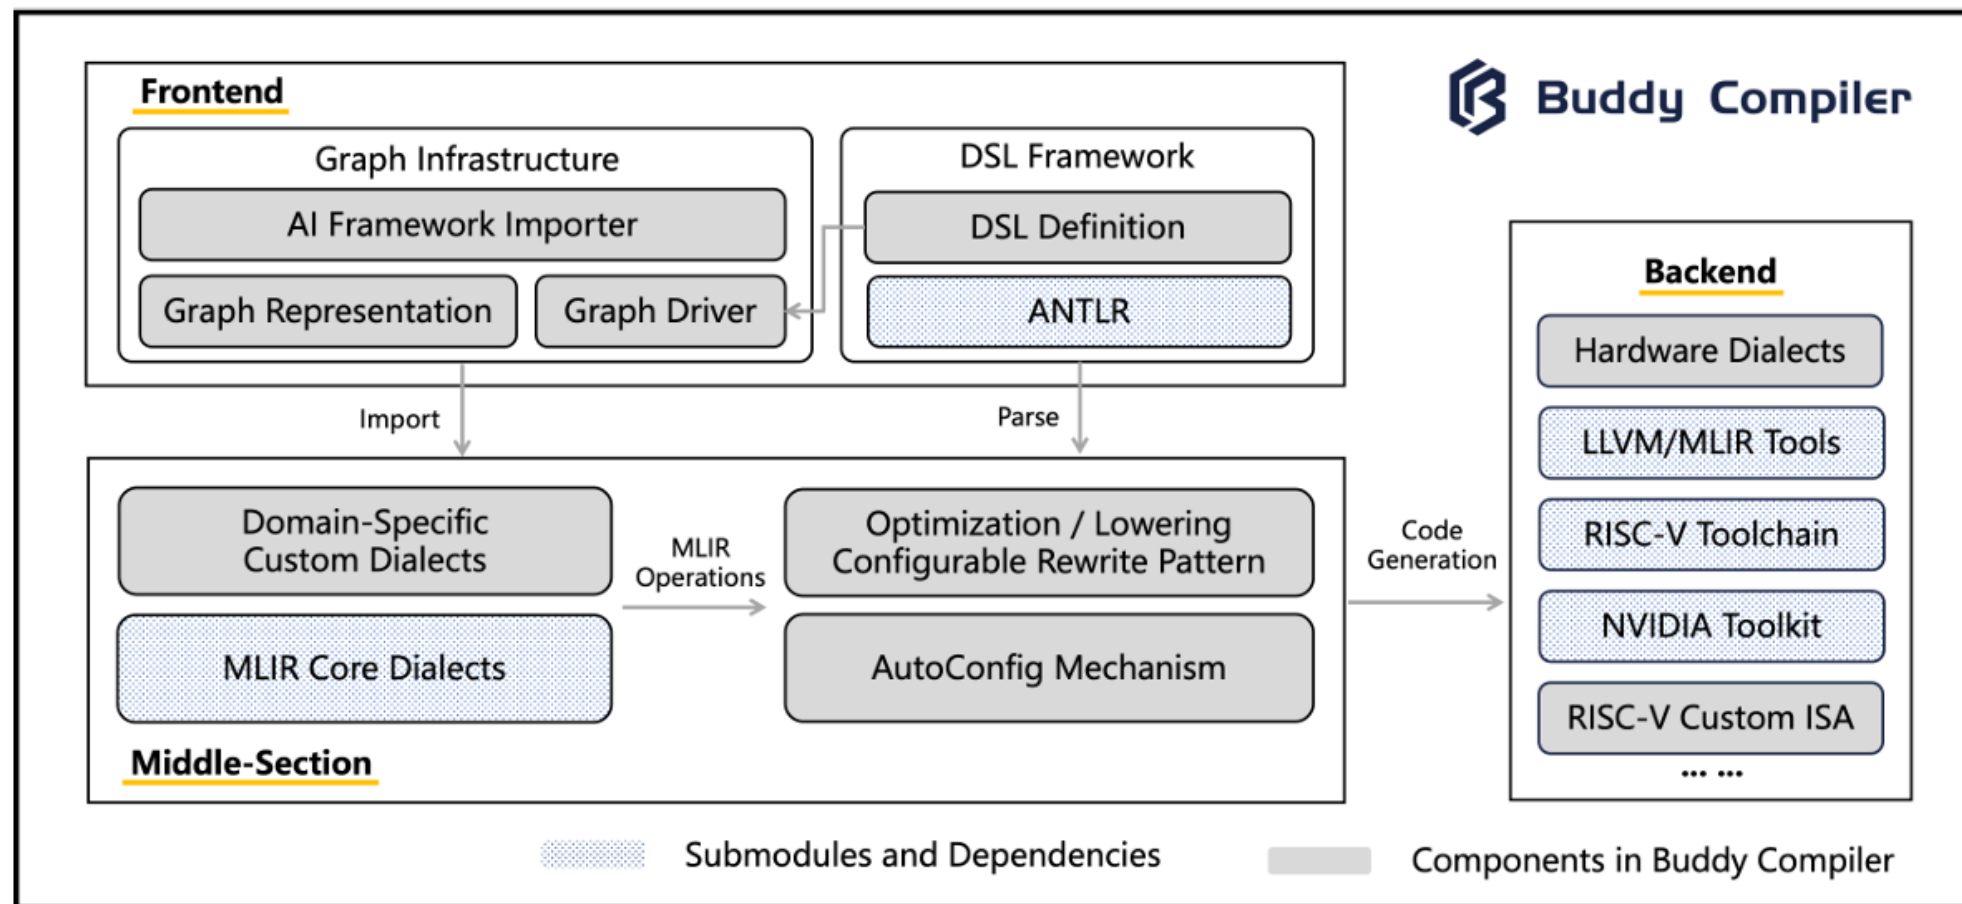 Frontend
Buddy Compiler
Graph Infrastructure
AI Framework Importer
Graph Representation
Graph Driver
DSL Framework
DSL Definition
ANTLR
Import
Parse
Domain-Specific
Custom Dialects
MLIR Core Dialects
MLIR
Operations
Optimization / Lowering
Configurable Rewrite Pattern
AutoConfig Mechanism
Middle-Section
Code
Generation
Backend
Hardware Dialects
LLVM/MLIR Tools
RISC-V Toolchain
NVIDIA Toolkit
RISC-V Custom ISA
... ...
Submodules and Dependencies
Components in Buddy Compiler